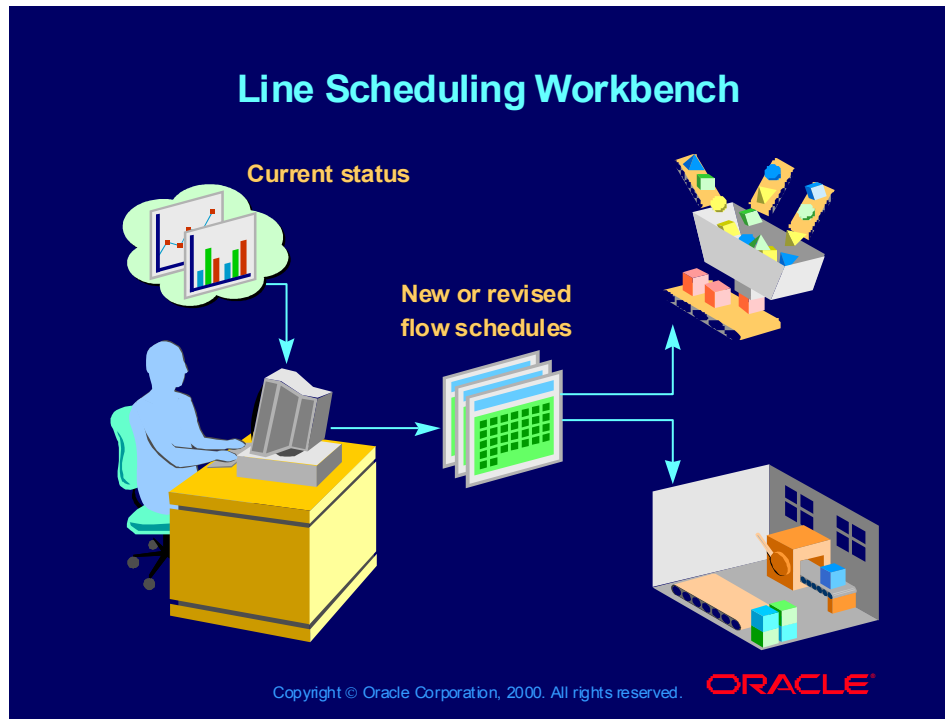 Line Scheduling Workbench
Current status
New or revised
flow schedules
Copyright © Oracle Corporation, 2000. All rights reserved.
ORACLE®